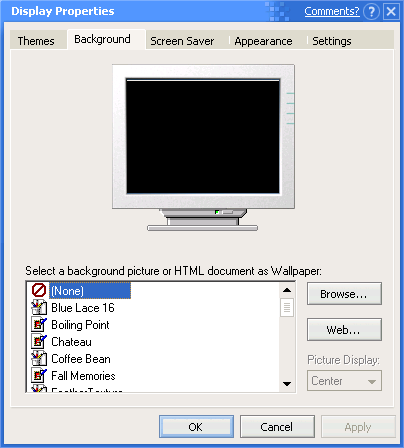 Display Properties Comments? ?
Themes Background Screen Saver Appearance Settings
Select a background picture or HTML document as Wallpaper:
(None)
Blue Lace 16
Boiling Point
Chateau
Coffee Bean
Fall Memories
FeatherTexture
Browse...
Web...
Picture Display:
Center
OK Cancel Apply